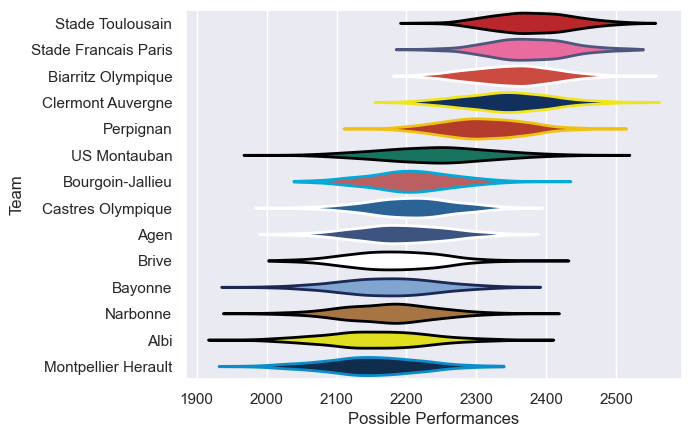 Stade Toulousain
Stade Francais Paris
Biarritz Olympique
Clermont Auvergne
Perpignan
US Montauban
Bourgoin-Jallieu
Castres Olympique
Agen
Brive
Bayonne
Narbonne
Albi
Montpellier Herault
Team
1900 2000 2100 2200 2300 2400 2500
Possible Performances